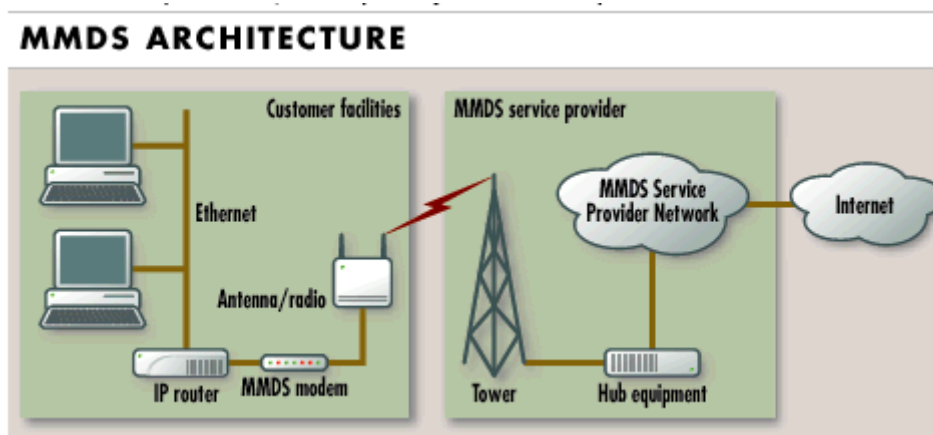 MMDS ARCHITECTURE
Customer facilities
Ethernet
Antenna/radio
IP router
MMDS modem
MMDS service provider
MMDS Service
Provider Network
Internet
Tower
Hub equipment